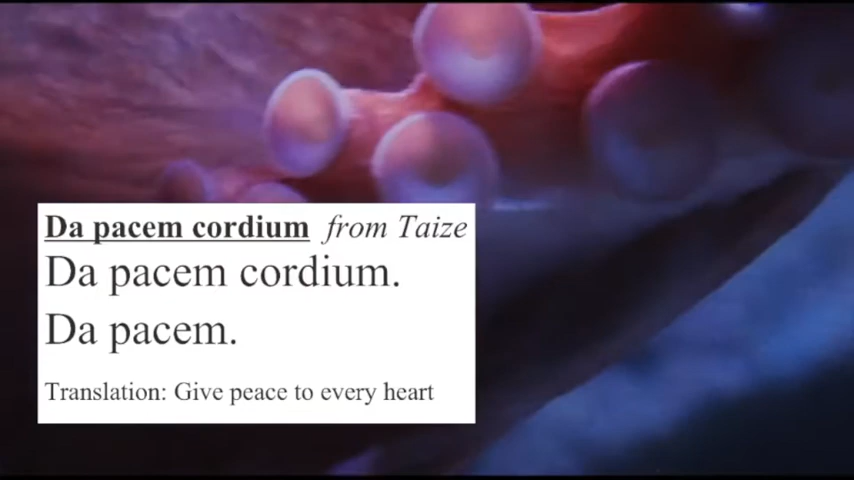 Da pacem cordium from Taize
Da pacem cordium.
Da pacem.
Translation: Give peace to every heart